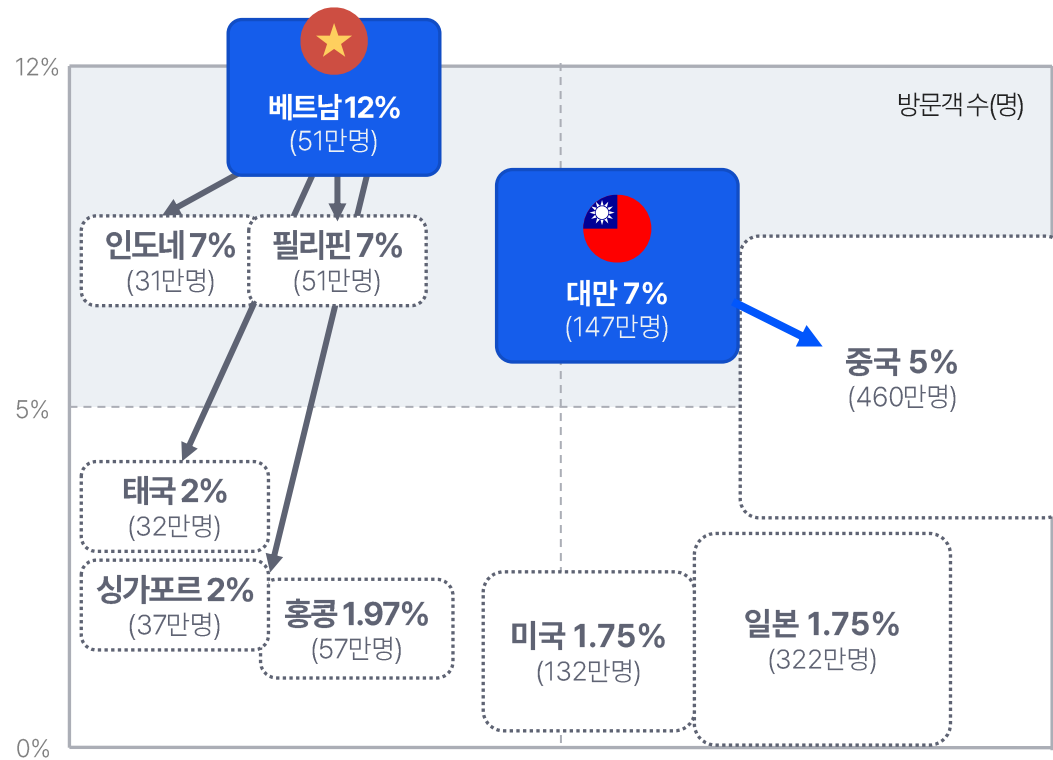 12%
베트남 12%
(51만명)
방문객 수(명)
인도네 7%
(31만명)
필리핀 7%
(51만명)
대만 7%
(147만명)
중국 5%
(460만명)
5%
태국 2%
(32만명)
싱가포르 2%
(37만명)
홍콩 1.97%
(57만명)
미국 1.75%
(132만명)
일본 1.75%
(322만명)
0%